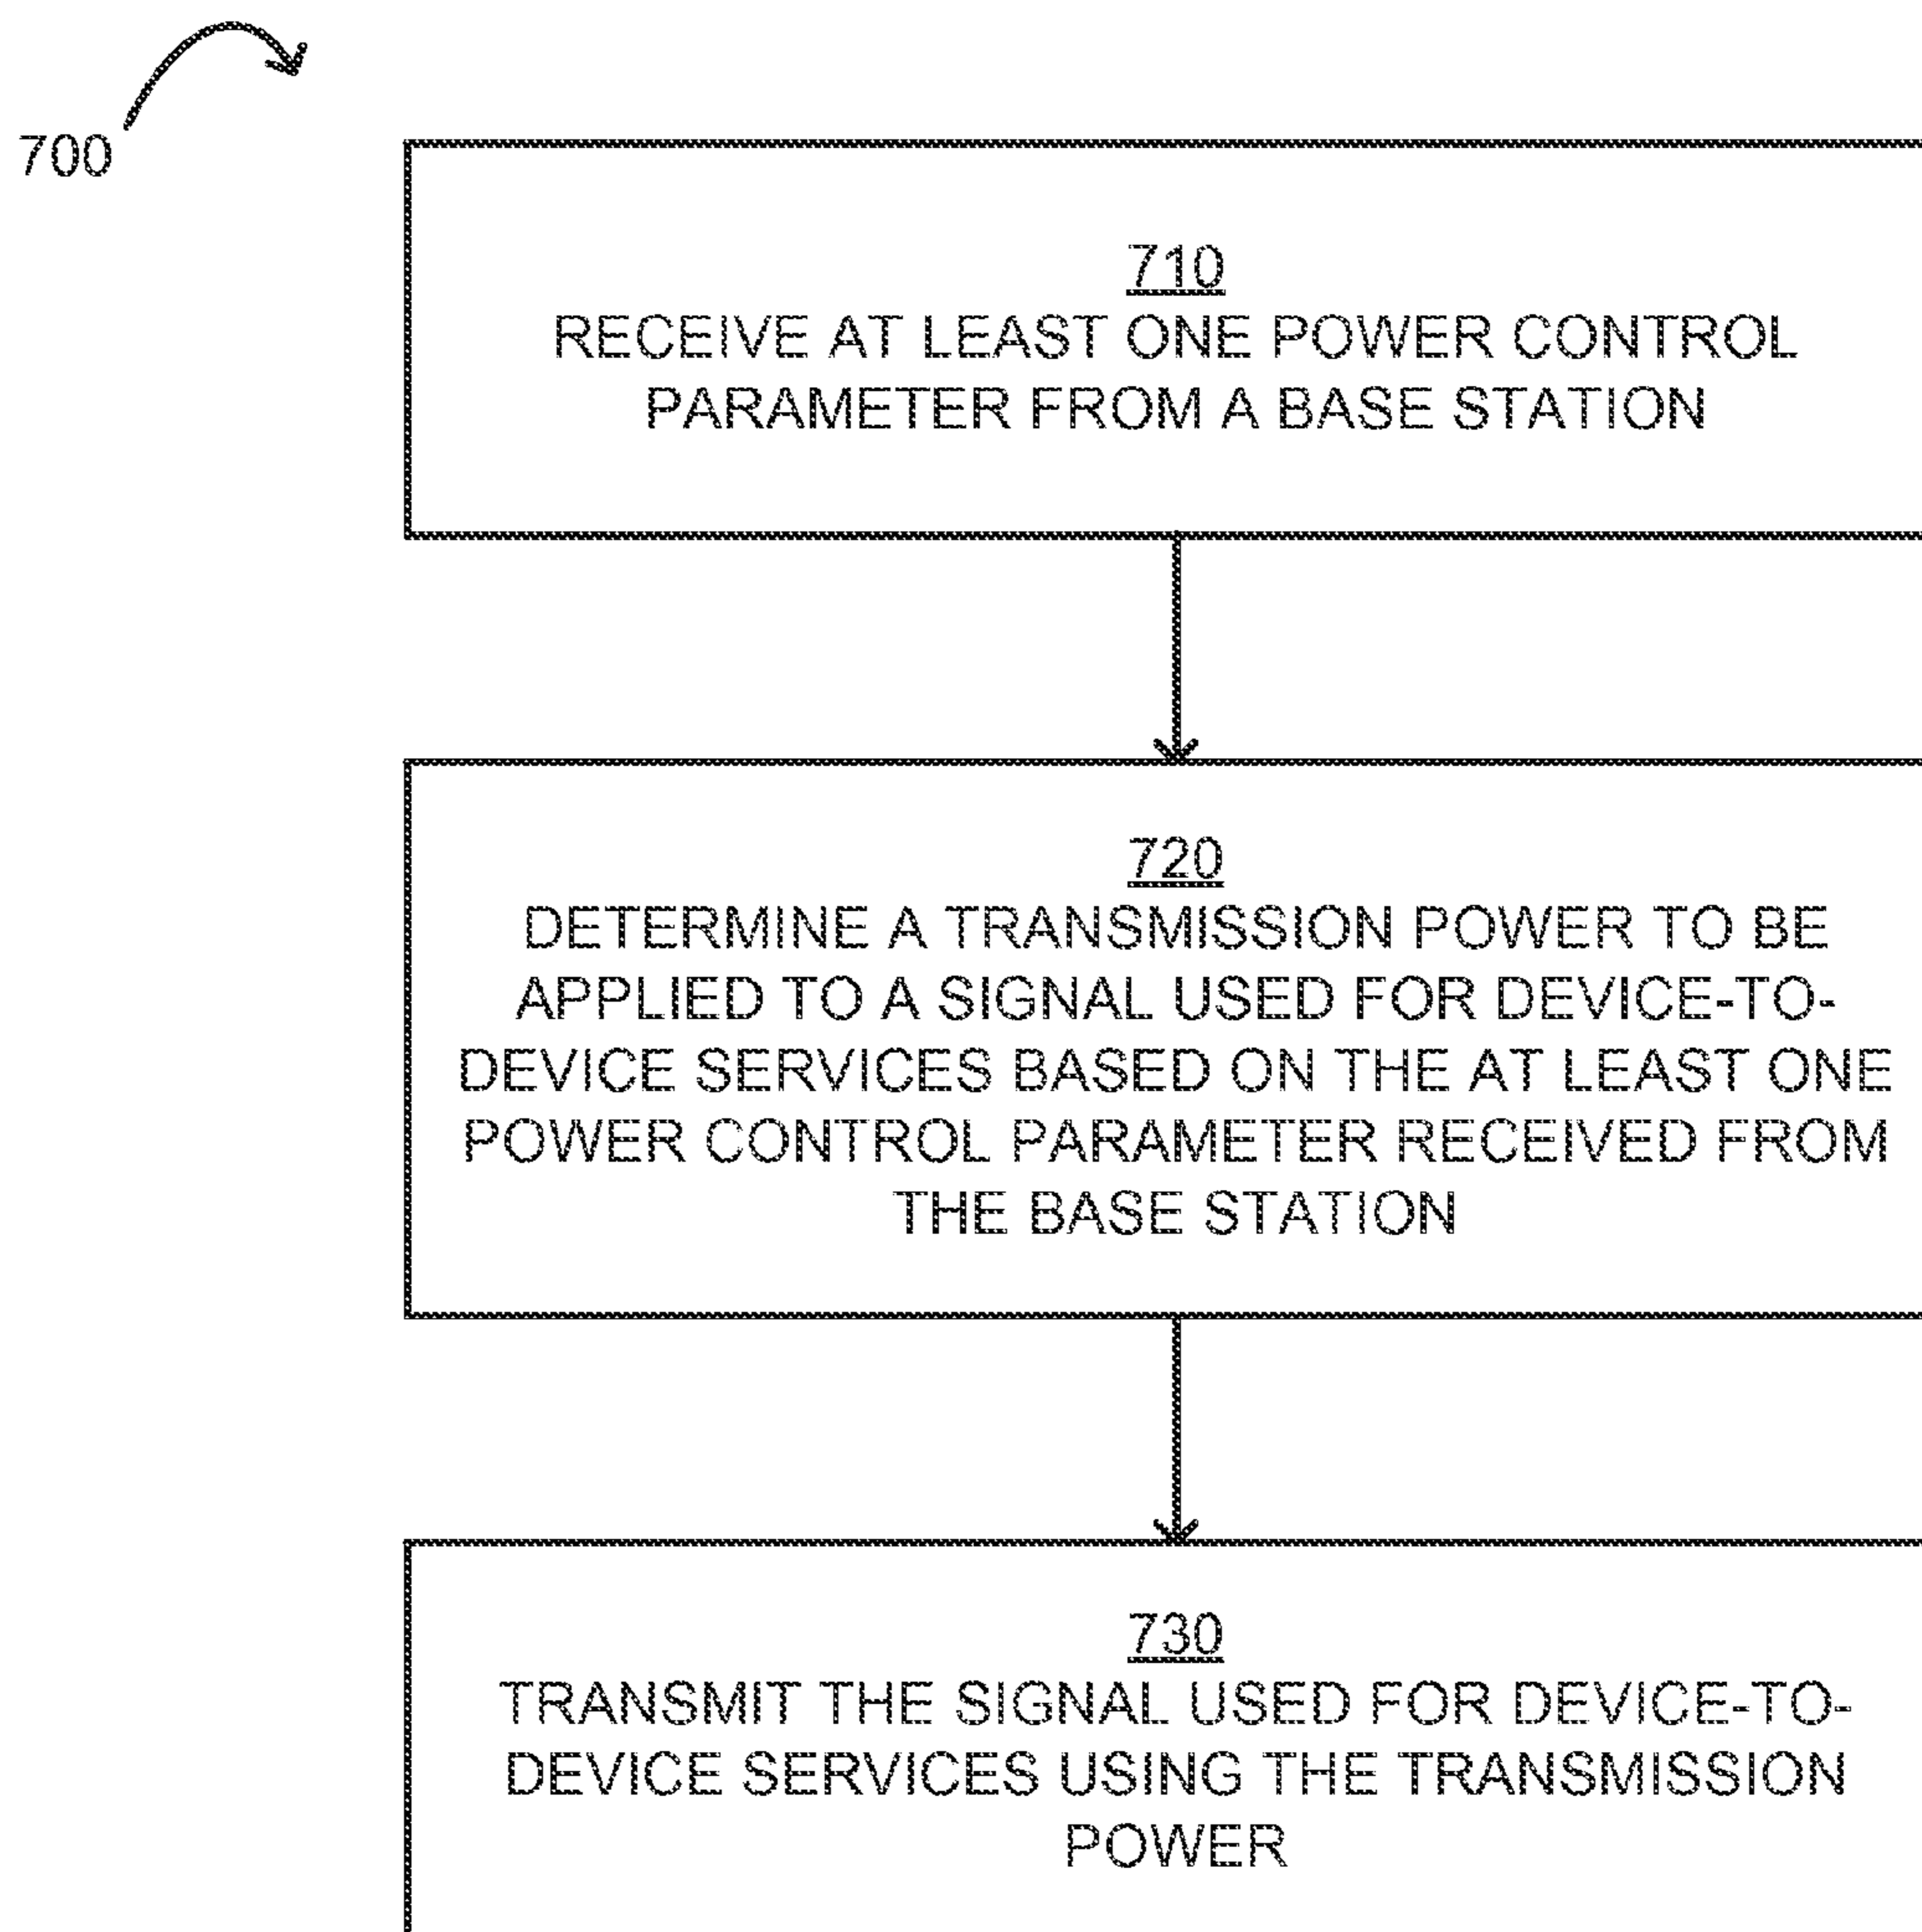 700
710
RECEIVE AT LEAST ONE POWER CONTROL
PARAMETER FROM A BASE STATION
720
DETERMINE A TRANSMISSION POWER TO BE
APPLIED TO A SIGNAL USED FOR DEVICE-TO-
DEVICE SERVICES BASED ON THE AT LEAST ONE
POWER CONTROL PARAMETER RECEIVED FROM
THE BASE STATION
730
TRANSMIT THE SIGNAL USED FOR DEVICE-TO-
DEVICE SERVICES USING THE TRANSMISSION
POWER